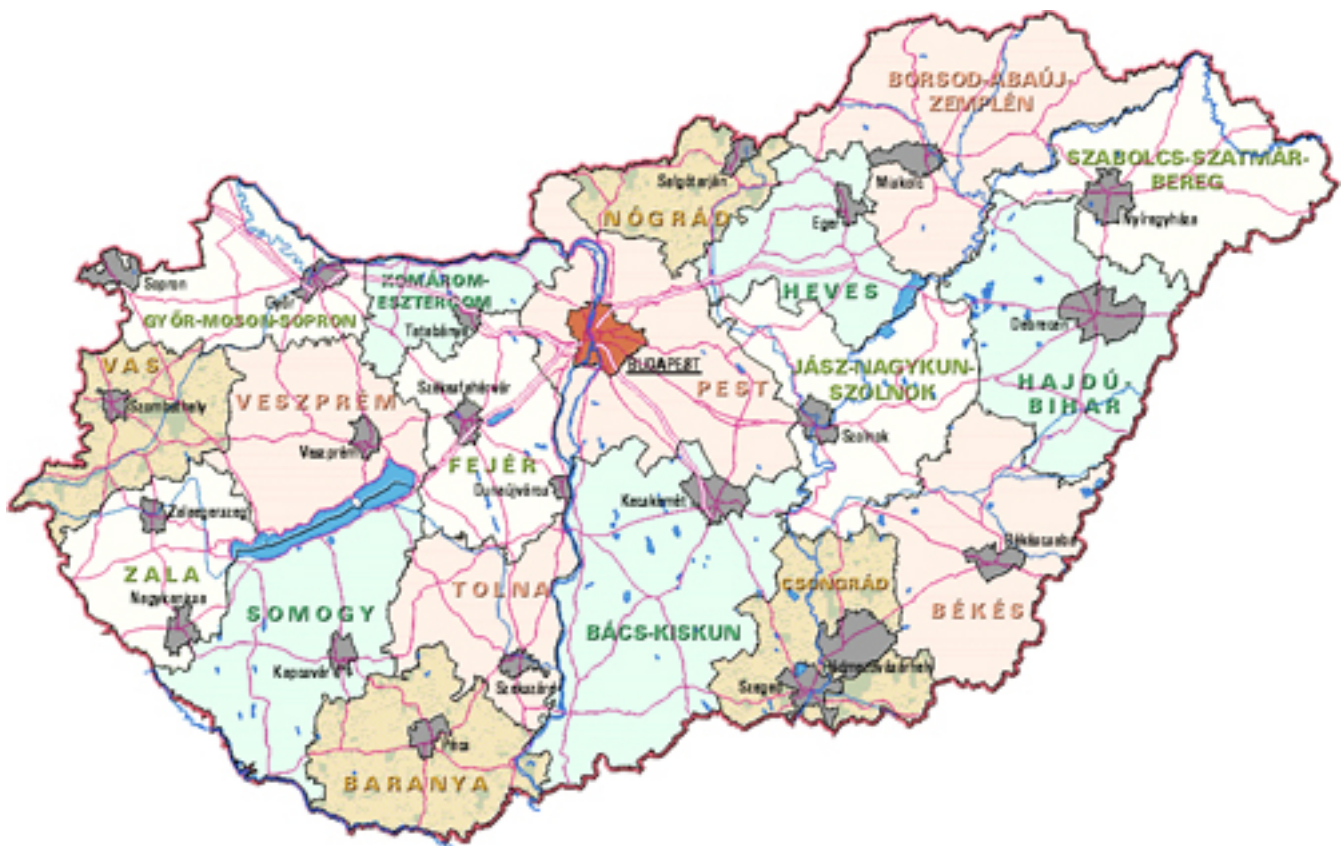 BORSOD-ABAÚJ-
ZEMPLÉN
SZABOLCS-SZATMÁR-
BEREG
Salgótarján
Miskolc
NÓGRÁD
Eger
Nyíregyháza
Sopron
Győr
KOMÁROM-
ESZTERGOM
HEVES
GYŐR-MOSON-SOPRON
Tatabánya
Debrecen
VAS
BUDAPEST
JÁSZ-NAGYKUN-
SZOLNOK
HAJDÚ
BIHAR
Szombathely
VESZPRÉM
Székesfehérvár
PEST
Veszprém
FEJÉR
Szolnok
Zalaegerszeg
Dunaújváros
Kecskemét
Békéscsaba
ZALA
TOLNA
CSONGRÁD
Nagykanizsa
SOMOGY
BÁCS-KISKUN
BÉKÉS
Kaposvár
Szekszárd
Hódmezővásárhely
Szeged
Pécs
BARANYA